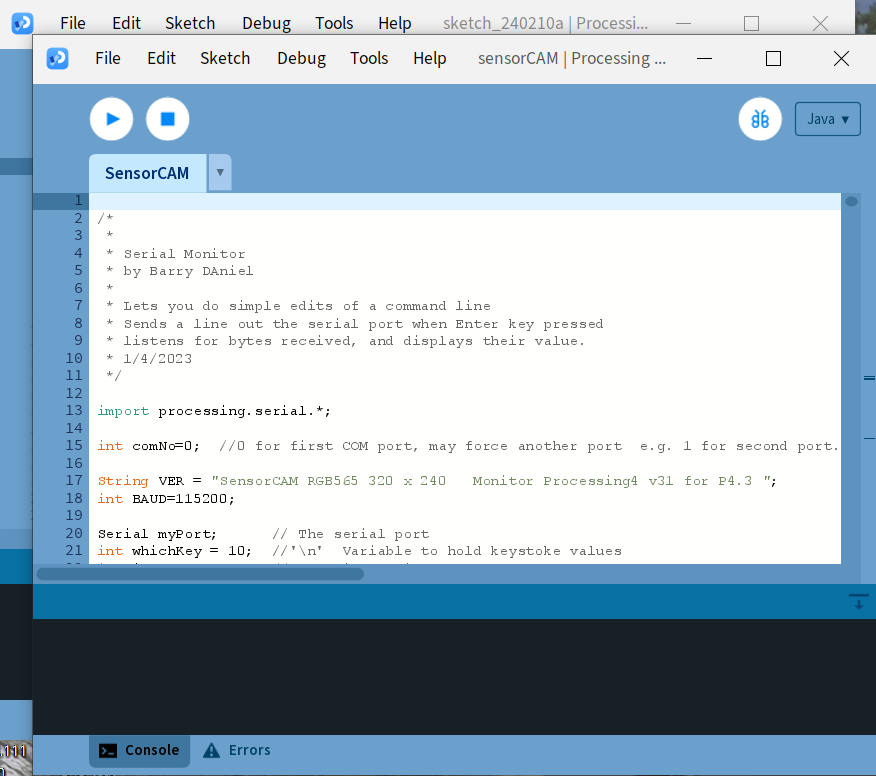 File Edit Sketch Debug Tools Help sketch_240210a | Processi...
File Edit Sketch Debug Tools Help sensorCAM | Processing ...
Java ▾
SensorCAM ▼
1
2 /*
3  *
4  * Serial Monitor
5  * by Barry DAniel
6  *
7  * Lets you do simple edits of a command line
8  * Sends a line out the serial port when Enter key pressed
9  * listens for bytes received, and displays their value.
10  * 1/4/2023
11  */
12
13 import processing.serial.*;
14
15 int comNo=0;  //0 for first COM port, may force another port  e.g. 1 for second port.
16
17 String VER = "SensorCAM RGB565 320 x 240   Monitor Processing4 v31 for P4.3 ";
18 int BAUD=115200;
19
20 Serial myPort;      // The serial port
21 int whichKey = 10;  //'\n'  Variable to hold keystoke values
Console Errors